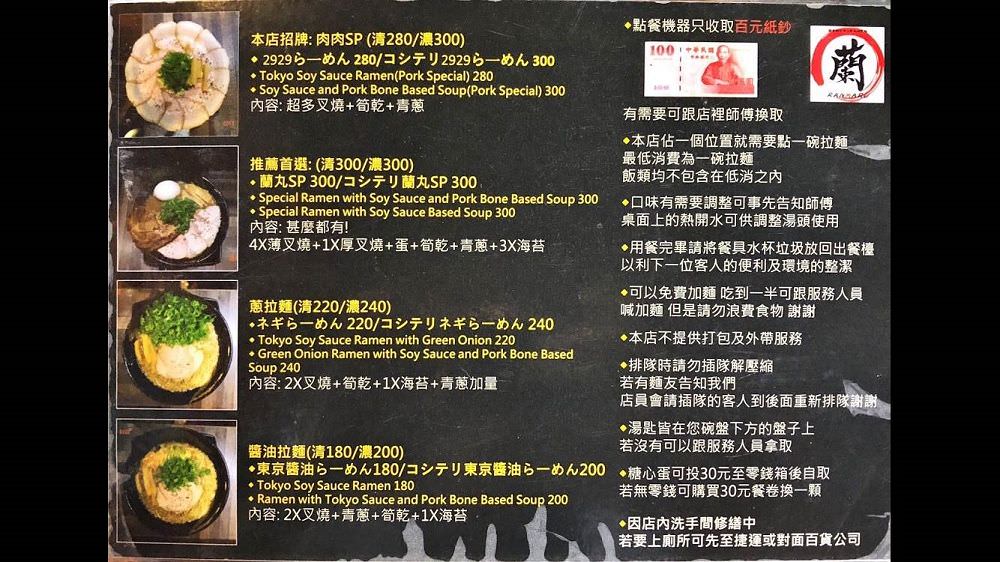 本店招牌: 肉肉SP (清280/濃300)
◆ 2929らーめん 280/コシテリ2929らーめん 300
◆ Tokyo Soy Sauce Ramen(Pork Special) 280
◆ Soy Sauce and Pork Bone Based Soup(Pork Special) 300
內容: 超多叉燒+筍乾+青蔥
推薦首選: (清300/濃300)
◆ 蘭丸SP 300/コシテリ蘭丸SP 300
◆ Special Ramen with Soy Sauce and Pork Bone Based Soup 300
◆ Special Ramen with Soy Sauce Based Soup 300
內容: 甚麼都有!
4X薄叉燒+1X厚叉燒+蛋+筍乾+青蔥+3X海苔
蔥拉麵(清220/濃240)
◆ネギらーめん 220/コシテリネギらーめん 240
◆ Tokyo Soy Sauce Ramen with Green Onion 220
◆ Green Onion Ramen with Soy Sauce and Pork Bone Based
Soup 240
內容: 2X叉燒+筍乾+1X海苔+青蔥加量
醬油拉麵(清180/濃200)
◆東京醬油らーめん180/コシテリ東京醬油らーめん200
◆ Tokyo Soy Sauce Ramen 180
◆ Ramen with Tokyo Sauce and Pork Bone Based Soup 200
內容: 2X叉燒+青蔥+筍乾+1X海苔
◆點餐機器只收取百元紙鈔
100 中華民國
蘭
RANMARU
有需要可跟店裡師傅換取
◆本店佔一個位置就需要點一碗拉麵
最低消費為一碗拉麵
飯類均不包含在低消之內
◆口味有需要調整可事先告知師傅
桌面上的熱開水可供調整湯頭使用
◆用餐完畢請將餐具水杯垃圾放回出餐檯
以利下一位客人的便利及環境的整潔
◆可以免費加麵 吃到一半可跟服務人員
喊加麵 但是請勿浪費食物 謝謝
◆本店不提供打包及外帶服務
◆排隊時請勿插隊解壓縮
若有麵友告知我們
店員會請插隊的客人到後面重新排隊謝謝
◆湯匙皆在您碗盤下方的盤子上
若沒有可以跟服務人員拿取
◆糖心蛋可投30元至零錢箱後自取
若無零錢可購買30元餐卷換一顆
◆因店內洗手間修繕中
若要上廁所可先至捷運或對面百貨公司